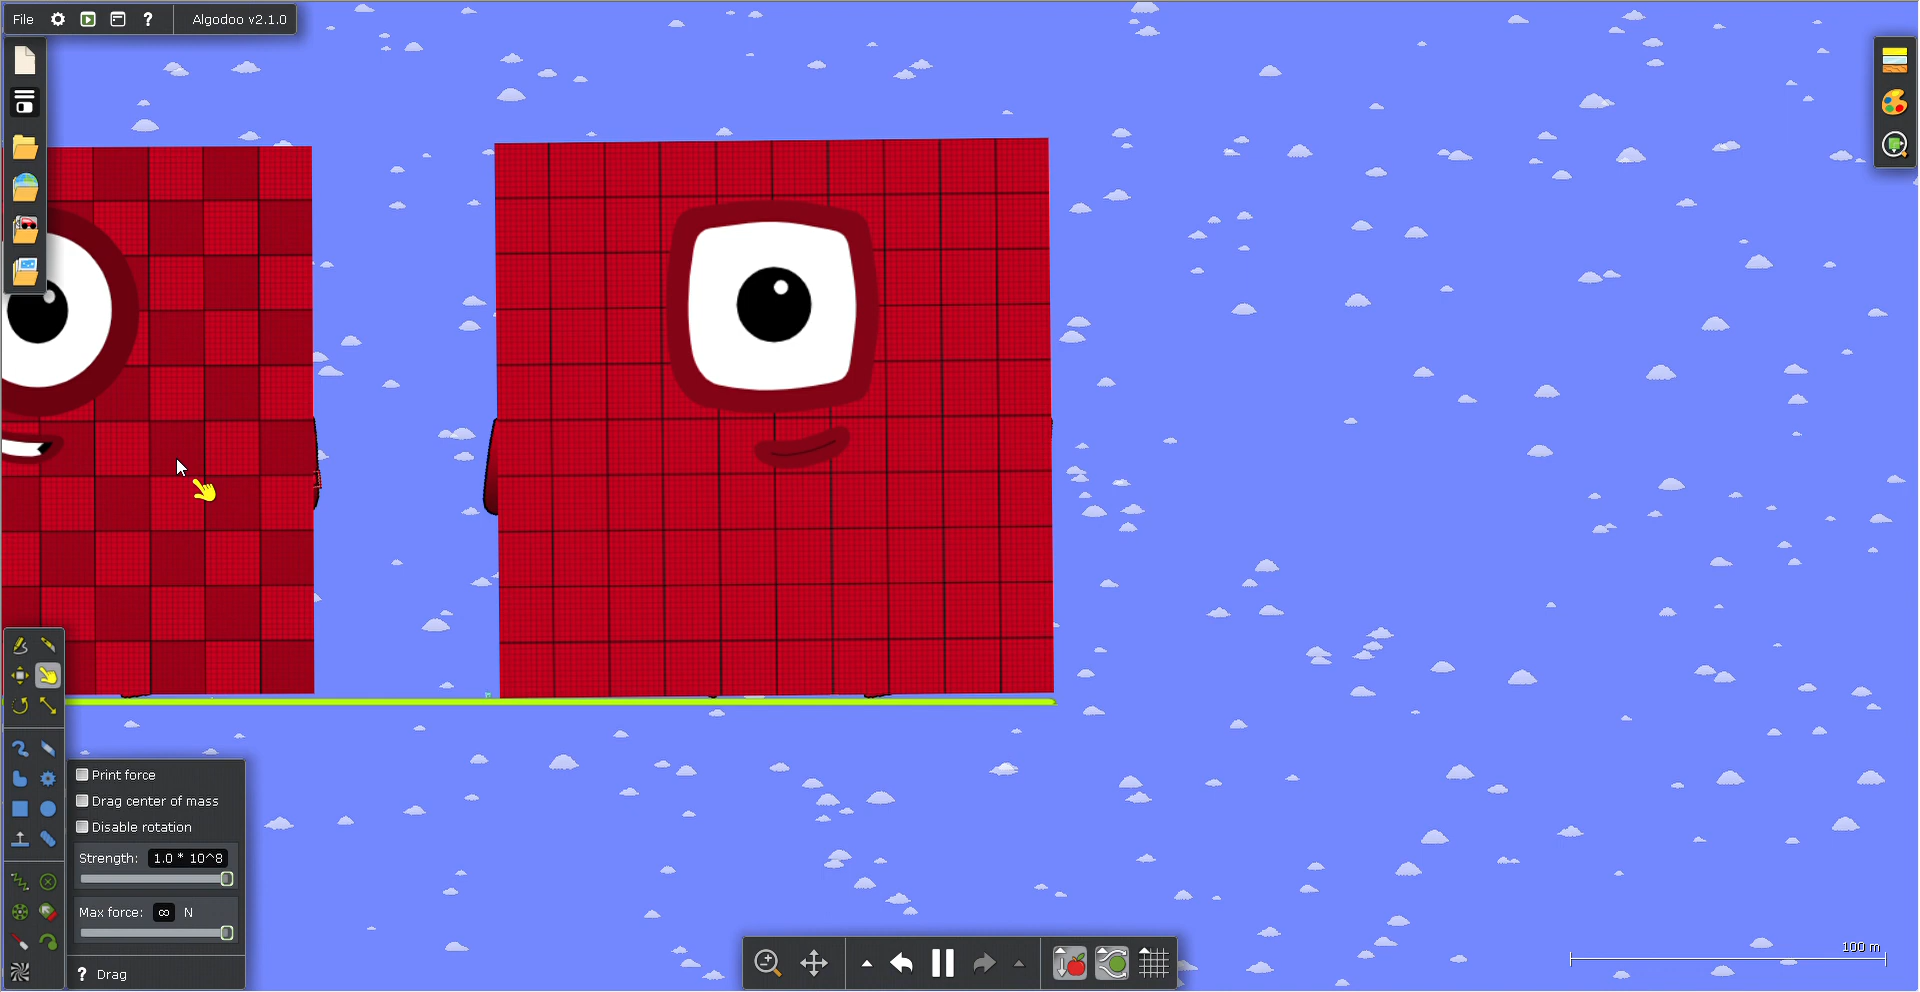 File ? Algodoo v2.1.0
Print force
Drag center of mass
Disable rotation
Strength: 1.0 * 10^8
Max force: ∞ N
? Drag
100 m